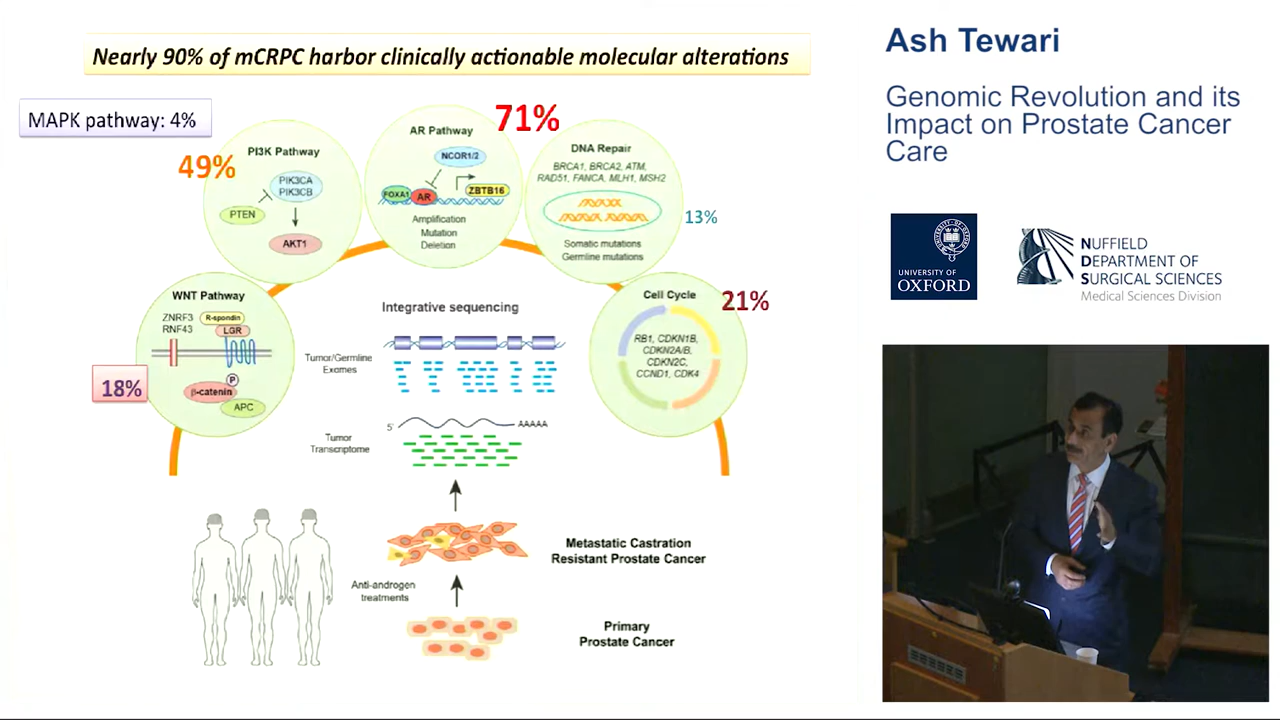 Nearly 90% of mCRPC harbor clinically actionable molecular alterations
MAPK pathway: 4%
49%
PI3K Pathway
PIK3CA
PIK3CB
PTEN
AKT1
AR Pathway
71%
NCOR1/2
FOXA1
AR
ZBTB16
Amplification
Mutation
Deletion
DNA Repair
BRCA1, BRCA2, ATM,
RAD51, FANCA, MLH1, MSH2
Somatic mutations
Germline mutations
13%
WNT Pathway
ZNRF3
RNF43
R-spondin
LGR
P
β-catenin
APC
18%
Cell Cycle
21%
RB1, CDKN1B,
CDKN2A/B,
CDKN2C,
CCND1, CDK4
Integrative sequencing
Tumor/Germline
Exomes
5'
AAAAA
Tumor
Transcriptome
Metastatic Castration
Resistant Prostate Cancer
Anti-androgen
treatments
Primary
Prostate Cancer
Ash Tewari
Genomic Revolution and its
Impact on Prostate Cancer
Care
UNIVERSITY OF
OXFORD
NUFFIELD
DEPARTMENT OF
SURGICAL SCIENCES
Medical Sciences Division